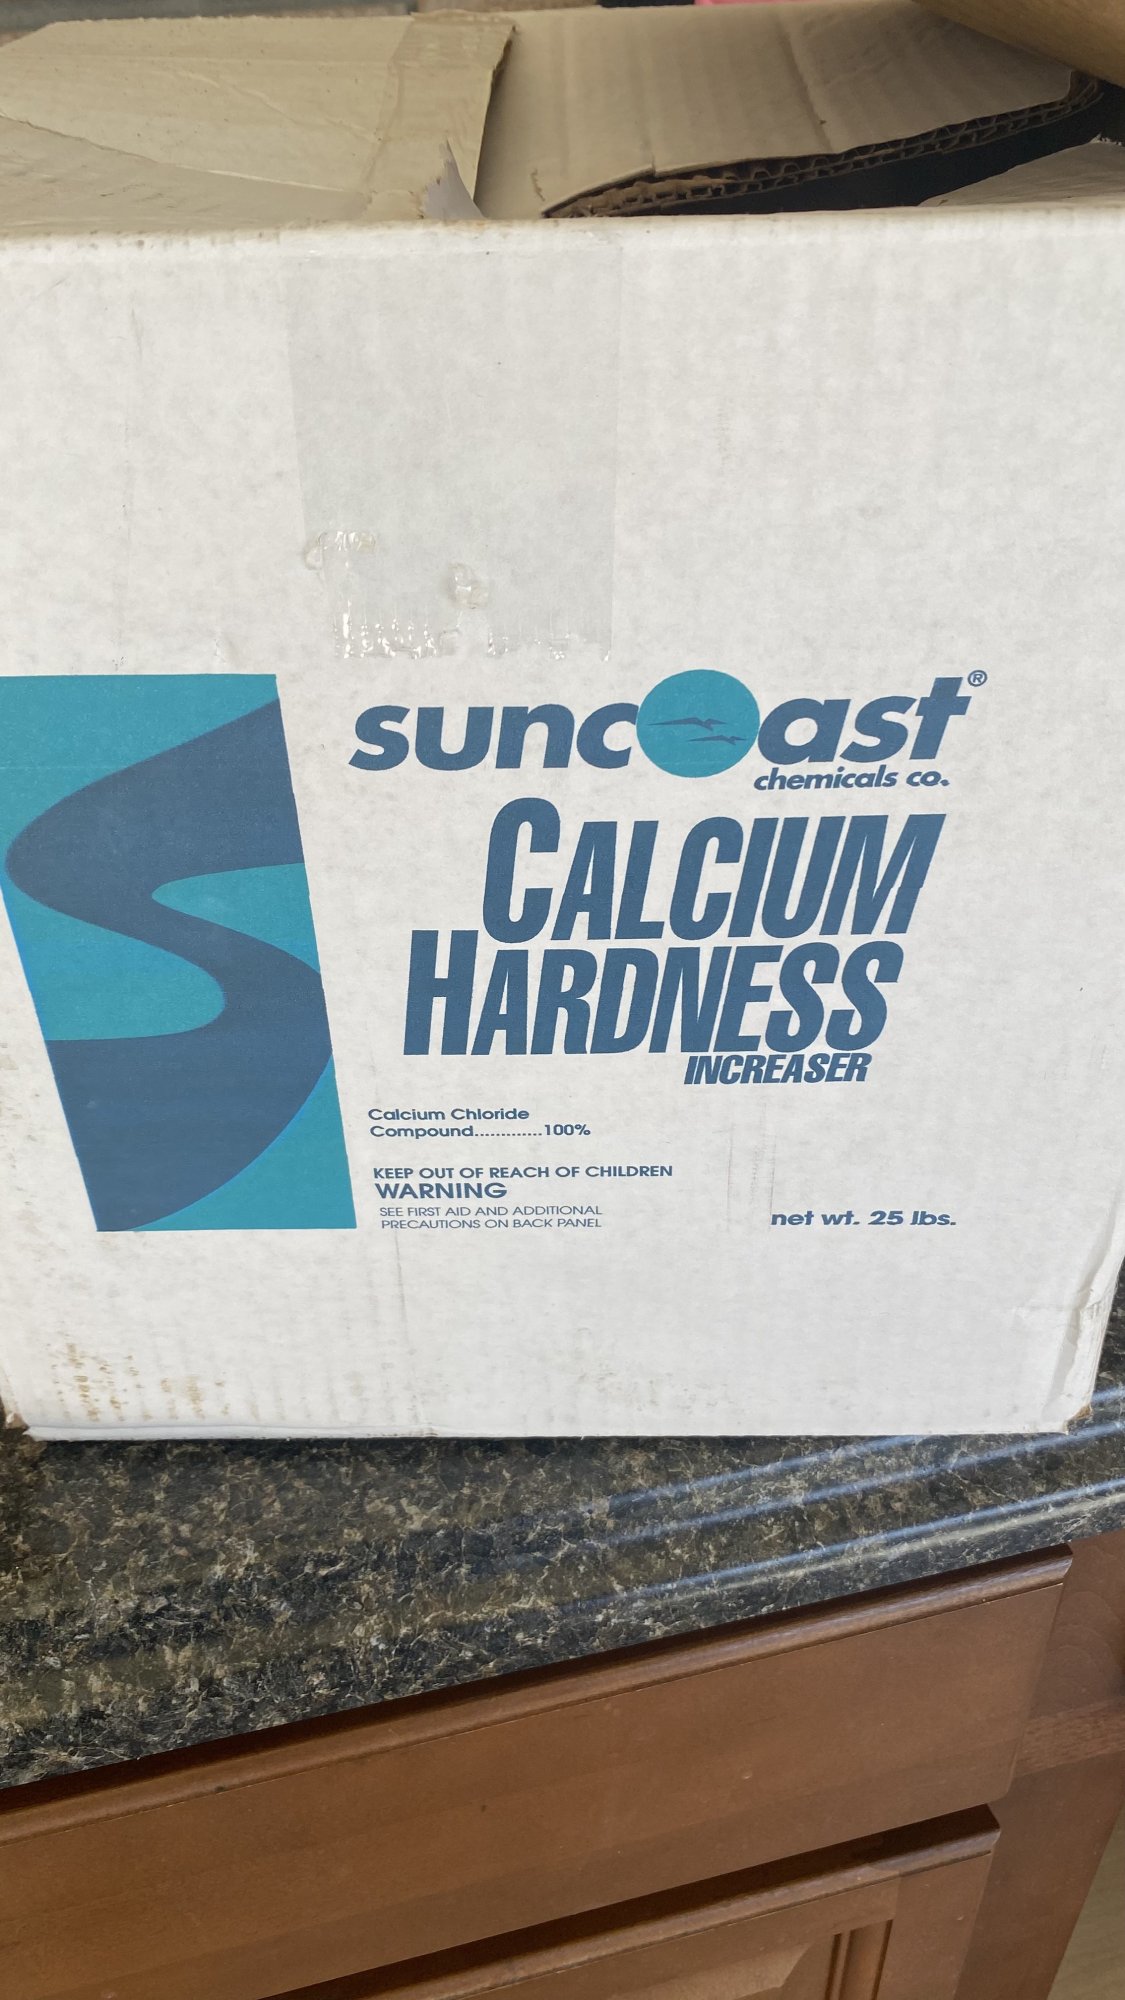 suncoast®
chemicals co.
CALCIUM
HARDNESS
INCREASER
Calcium Chloride
Compound.............100%
KEEP OUT OF REACH OF CHILDREN
WARNING
SEE FIRST AID AND ADDITIONAL
PRECAUTIONS ON BACK PANEL
net wt. 25 lbs.